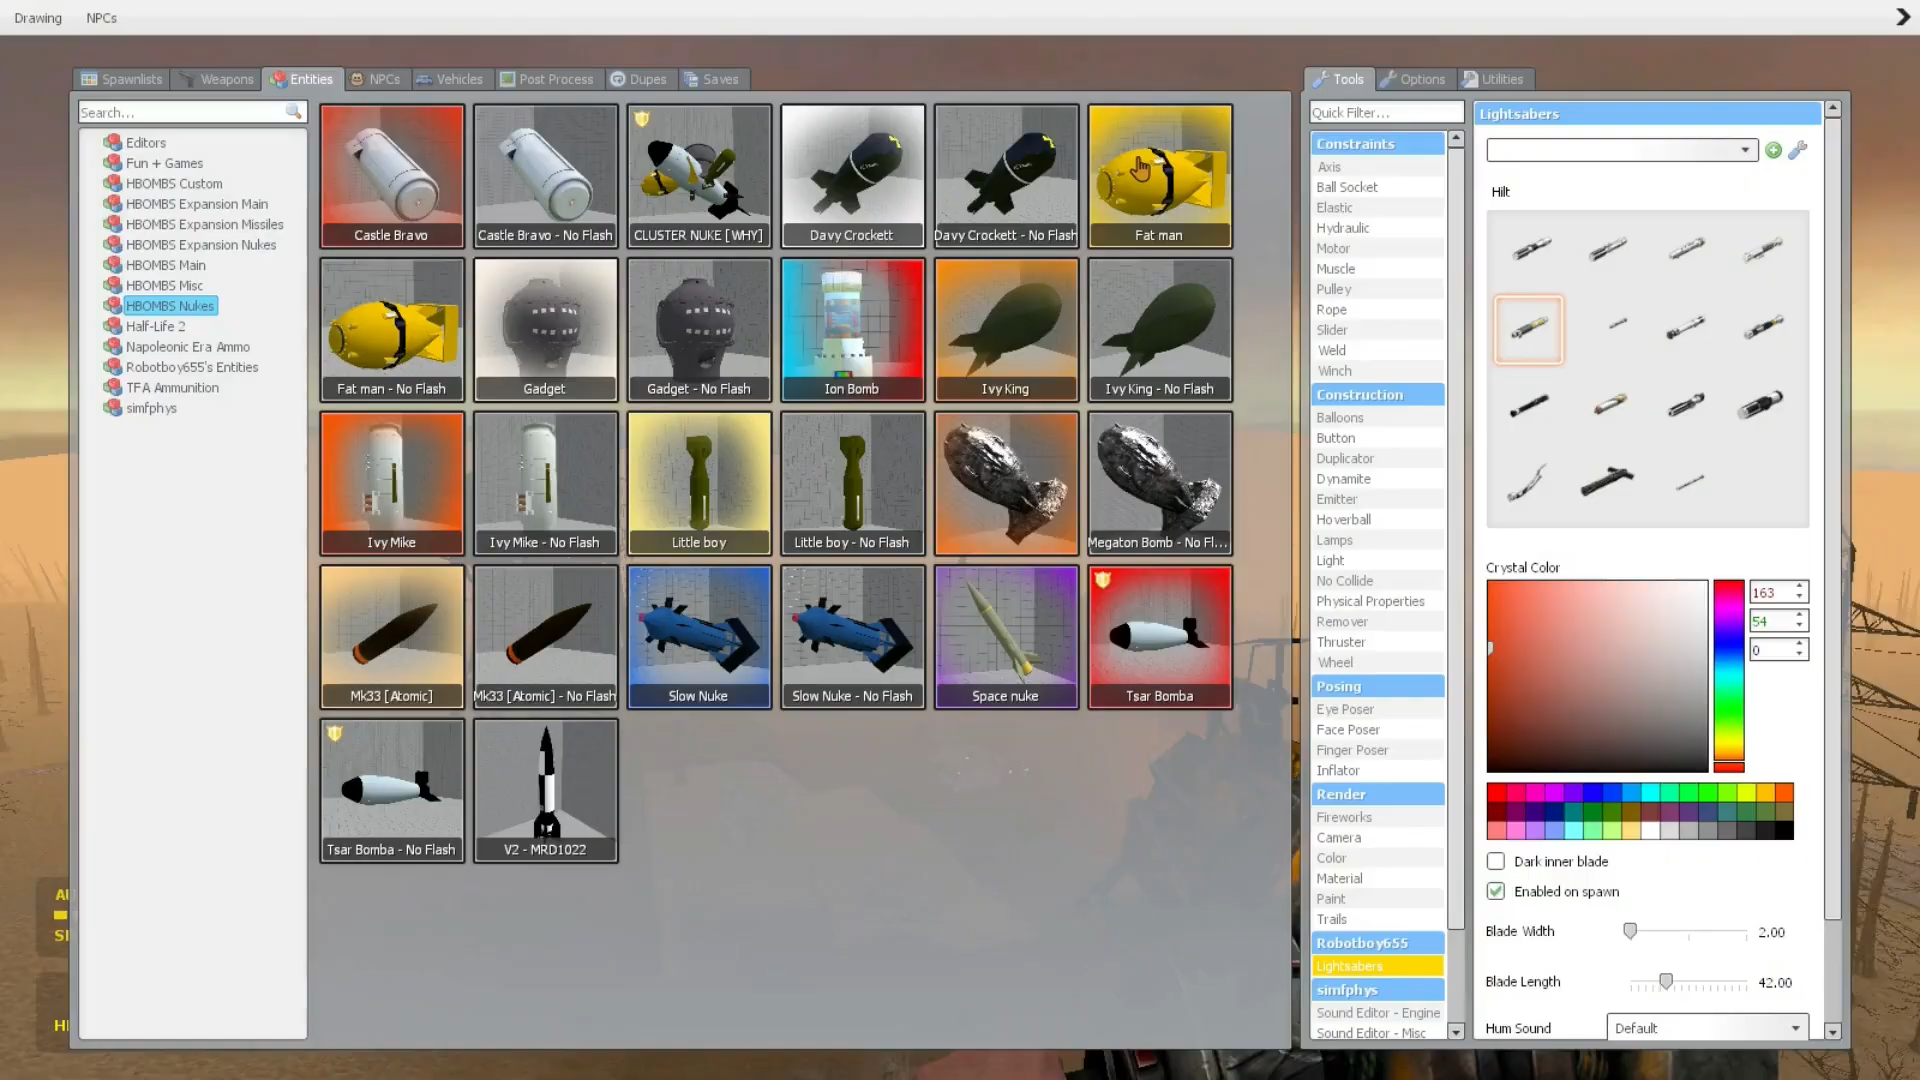 Drawing NPCs
Spawnlists Weapons Entities NPCs Vehicles Post Process Dupes Saves
Search...
Editors
Fun + Games
HBOMBS Custom
HBOMBS Expansion Main
HBOMBS Expansion Missiles
HBOMBS Expansion Nukes
HBOMBS Main
HBOMBS Misc
HBOMBS Nukes
Half-Life 2
Napoleonic Era Ammo
Robotboy655's Entities
TFA Ammunition
simfphys
Castle Bravo
Castle Bravo - No Flash
CLUSTER NUKE [WHY]
Davy Crockett
Davy Crockett - No Flash
Fat man
Fat man - No Flash
Gadget
Gadget - No Flash
Ion Bomb
Ivy King
Ivy King - No Flash
Ivy Mike
Ivy Mike - No Flash
Little boy
Little boy - No Flash
Megaton Bomb - No Fl...
Mk33 [Atomic]
Mk33 [Atomic] - No Flash
Slow Nuke
Slow Nuke - No Flash
Space nuke
Tsar Bomba
Tsar Bomba - No Flash
V2 - MRD1022
Tools Options Utilities
Quick Filter...
Constraints
Axis
Ball Socket
Elastic
Hydraulic
Motor
Muscle
Pulley
Rope
Slider
Weld
Winch
Construction
Balloons
Button
Duplicator
Dynamite
Emitter
Hoverball
Lamps
Light
No Collide
Physical Properties
Remover
Thruster
Wheel
Posing
Eye Poser
Face Poser
Finger Poser
Inflator
Render
Fireworks
Camera
Color
Material
Paint
Trails
Robotboy655
Lightsabers
simfphys
Sound Editor - Engine
Sound Editor - Misc
Lightsabers
Hilt
Crystal Color
163
54
0
Dark inner blade
Enabled on spawn
Blade Width 2.00
Blade Length 42.00
Hum Sound Default